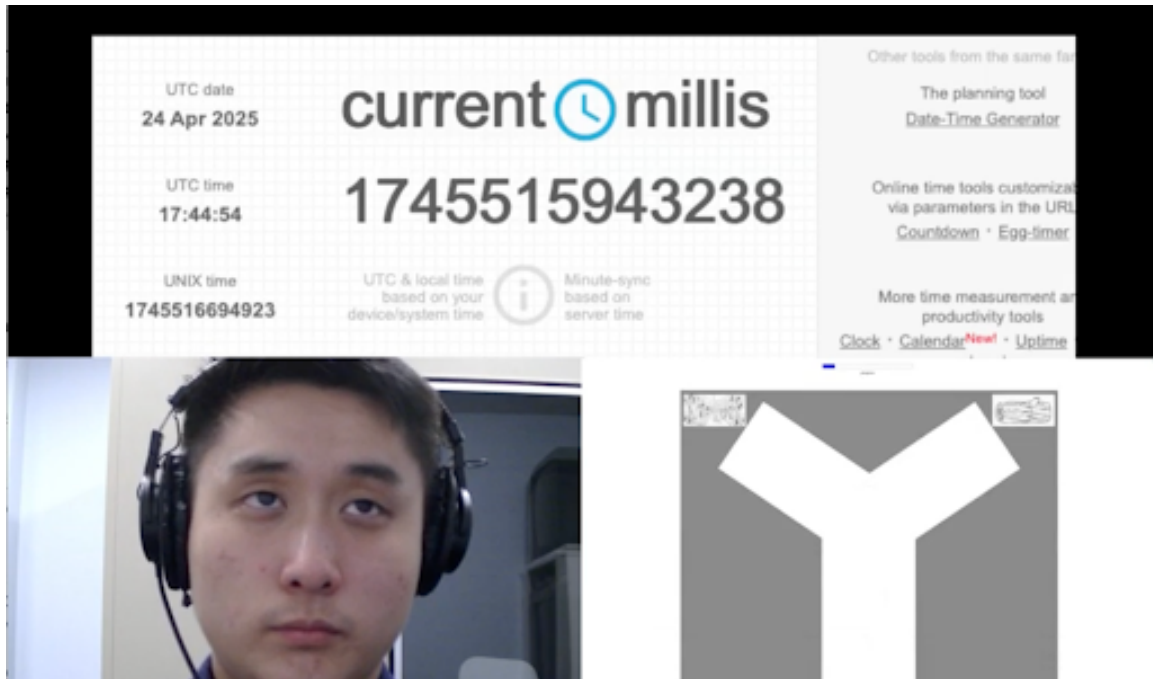 UTC date
24 Apr 2025
current millis
UTC time
17:44:54
1745515943238
UNIX time
1745516694923
UTC & local time
based on your
device/system time
Minute-sync
based on
server time
Other tools from the same fa
The planning tool
Date-Time Generator
Online time tools customizab
via parameters in the URL
Countdown · Egg-timer
More time measurement an
productivity tools
Clock · Calendar New! · Uptime